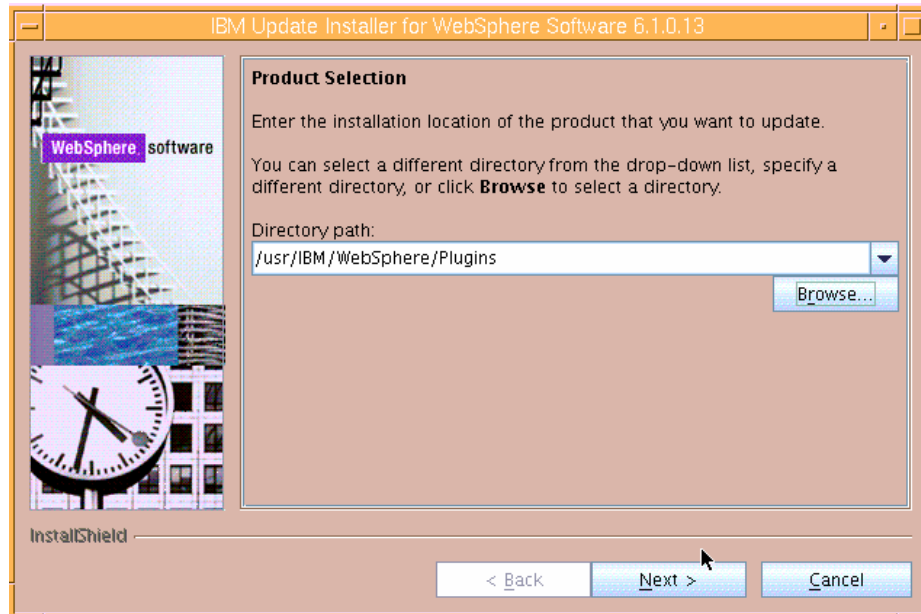 IBM Update Installer for WebSphere Software 6.1.0.13
WebSphere. software
Product Selection
Enter the installation location of the product that you want to update.
You can select a different directory from the drop-down list, specify a
different directory, or click Browse to select a directory.
Directory path:
/usr/IBM/WebSphere/Plugins
Browse...
InstallShield
< Back
Next >
Cancel